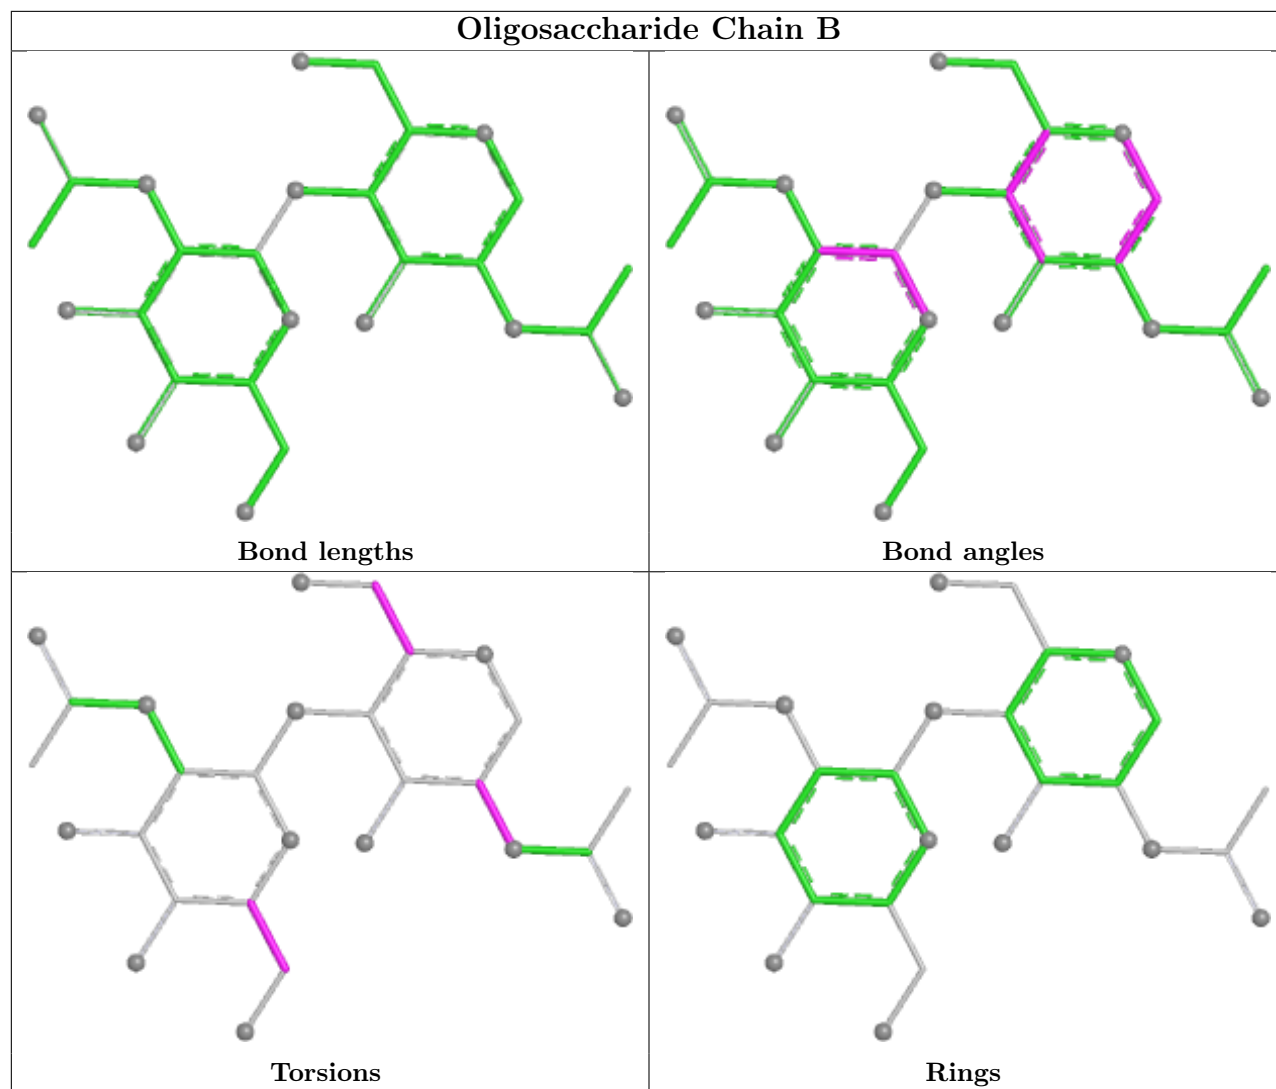 Oligosaccharide Chain B
Bond lengths
Bond angles
Torsions
Rings